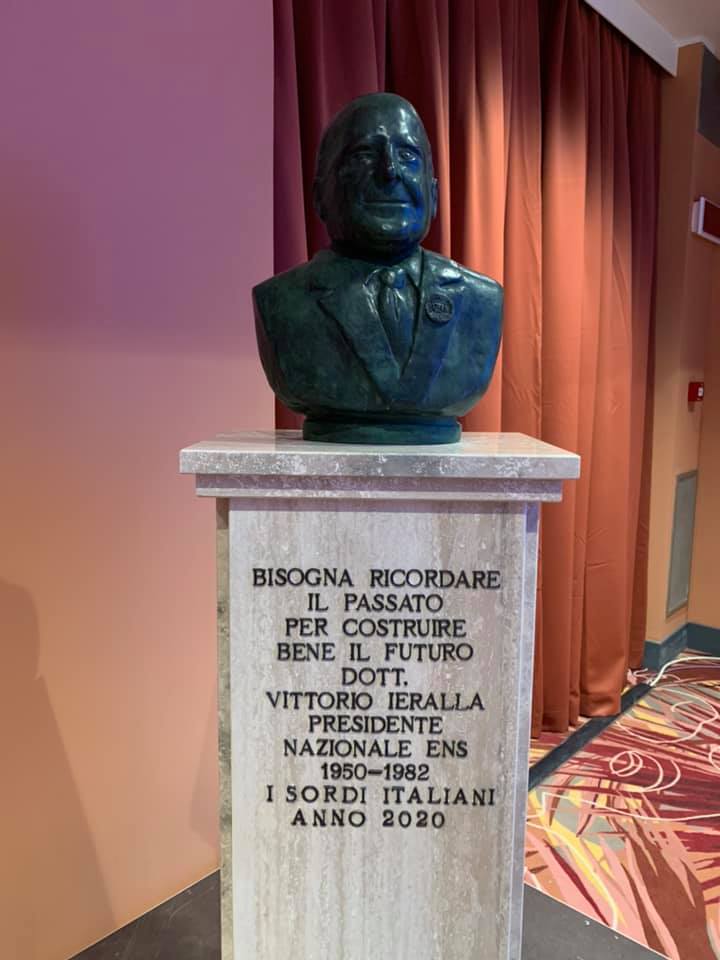 BISOGNA RICORDARE
IL PASSATO
PER COSTRUIRE
BENE IL FUTURO
DOTT.
VITTORIO IERALLA
PRESIDENTE
NAZIONALE ENS
1950-1982
I SORDI ITALIANI
ANNO 2020